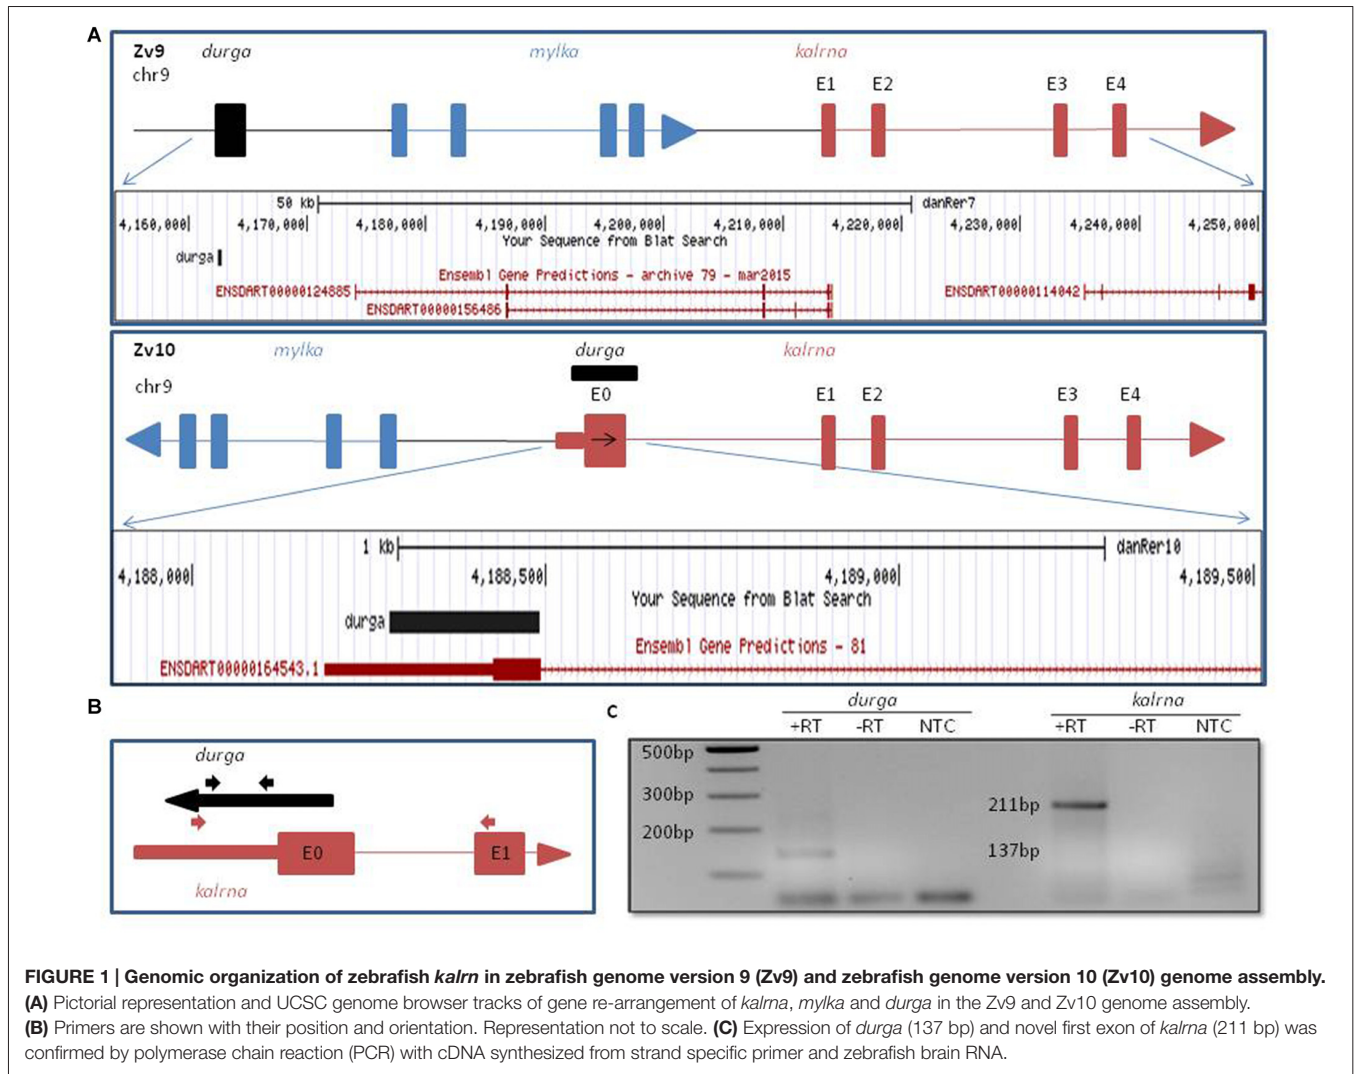 A
Zv9 durga mylka kalrna
chr9
E1 E2 E3 E4
50 kb danRer7
4,160,000| 4,170,000| 4,180,000| 4,190,000| 4,200,000| 4,210,000| 4,220,000| 4,230,000| 4,240,000| 4,250,000|
Your Sequence from Blat Search
durga
Ensembl Gene Predictions - archive 79 - mar2015
ENSDART00000124885 ENSDART00000114042
ENSDART00000156486
Zv10 mylka durga kalrna
chr9
E0 E1 E2 E3 E4
1 kb danRer10
4,188,000| 4,188,500| 4,189,000| 4,189,500|
Your Sequence from Blat Search
durga
Ensembl Gene Predictions - 81
ENSDART00000164543.1
B
durga
E0 E1
kalrna
C
durga kalrna
+RT -RT NTC +RT -RT NTC
500bp
300bp
211bp
200bp
137bp
FIGURE 1 | Genomic organization of zebrafish kalrn in zebrafish genome version 9 (Zv9) and zebrafish genome version 10 (Zv10) genome assembly.
(A) Pictorial representation and UCSC genome browser tracks of gene re-arrangement of kalrna, mylka and durga in the Zv9 and Zv10 genome assembly.
(B) Primers are shown with their position and orientation. Representation not to scale. (C) Expression of durga (137 bp) and novel first exon of kalrna (211 bp) was
confirmed by polymerase chain reaction (PCR) with cDNA synthesized from strand specific primer and zebrafish brain RNA.